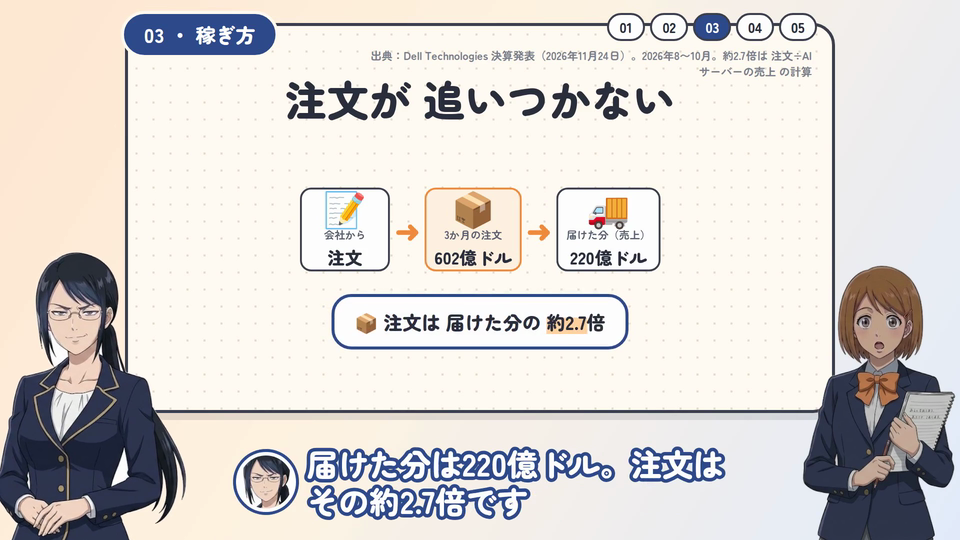 03 ・ 稼ぎ方
01 02 03 04 05
出典：Dell Technologies 決算発表（2026年11月24日）。2026年8〜10月。約2.7倍は 注文÷AI
サーバーの売上 の計算
注文が 追いつかない
会社から
注文
3か月の注文
602億ドル
届けた分（売上）
220億ドル
注文は 届けた分の 約2.7倍
届けた分は220億ドル。注文は
その約2.7倍です